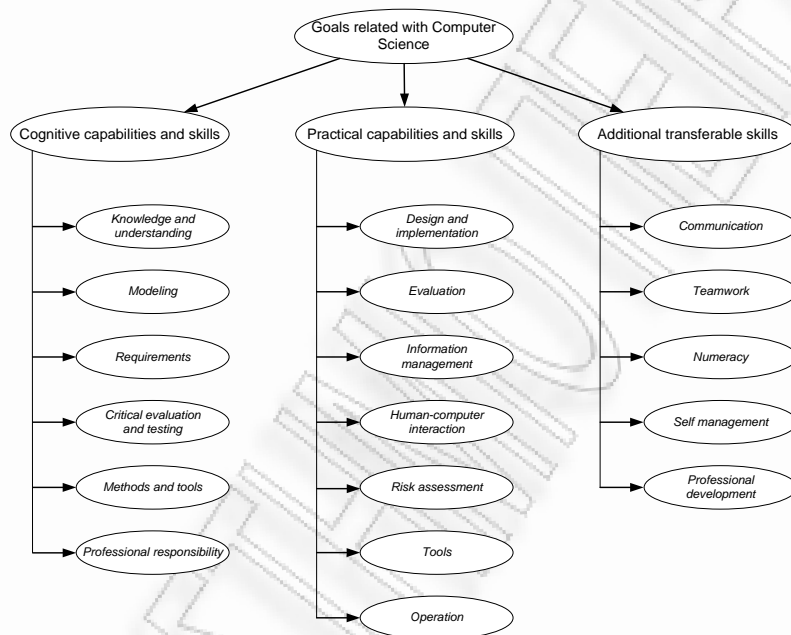 Goals related with Computer
Science
Cognitive capabilities and skills
Practical capabilities and skills
Additional transferable skills
Knowledge and
understanding
Modeling
Requirements
Critical evaluation
and testing
Methods and tools
Professional responsibility
Design and
implementation
Evaluation
Information
management
Human-computer
interaction
Risk assessment
Tools
Operation
Communication
Teamwork
Numeracy
Self management
Professional
development